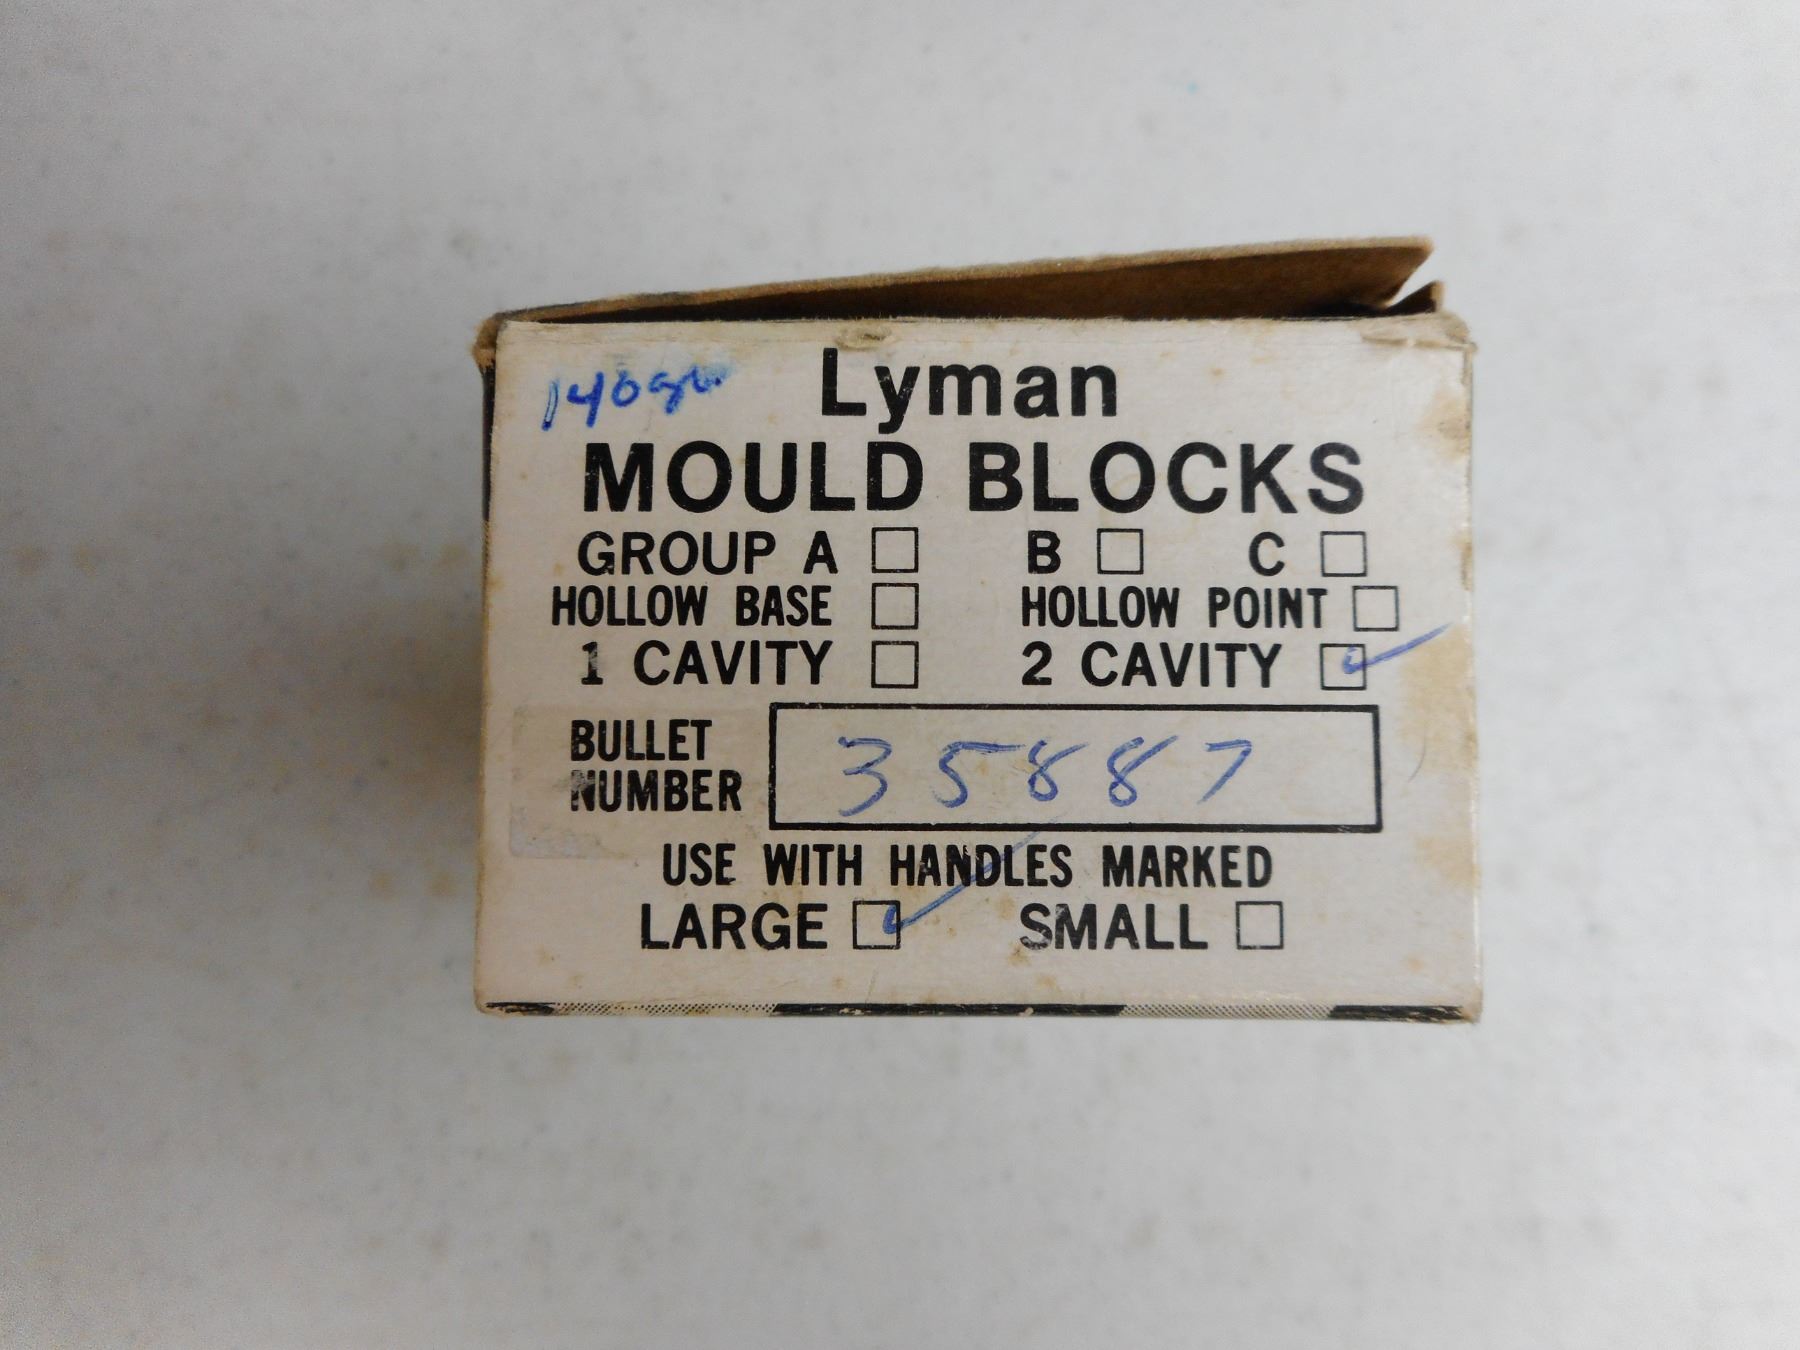 140gr. Lyman
MOULD BLOCKS
GROUP A B C
HOLLOW BASE HOLLOW POINT
1 CAVITY 2 CAVITY
BULLET NUMBER 35887
USE WITH HANDLES MARKED
LARGE SMALL